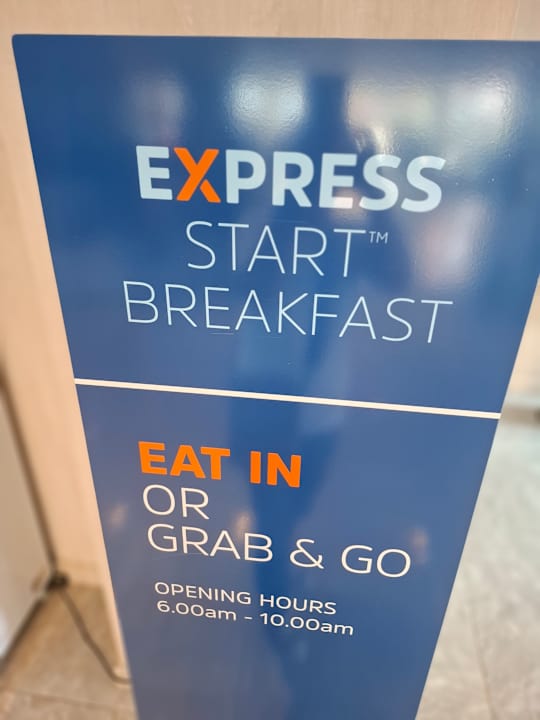 EXPRESS
START™
BREAKFAST
EAT IN
OR
GRAB & GO
OPENING HOURS
6.00am - 10.00am